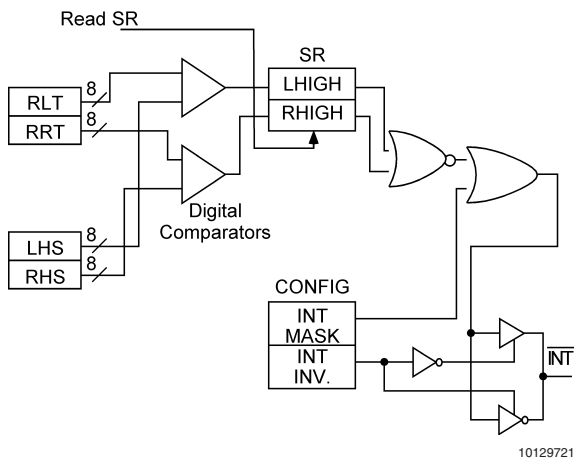 Read SR
SR
LHIGH
RHIGH
RLT
8
RRT
8
Digital
Comparators
LHS
8
RHS
8
CONFIG
INT
MASK
INT
INV.
INT
10129721